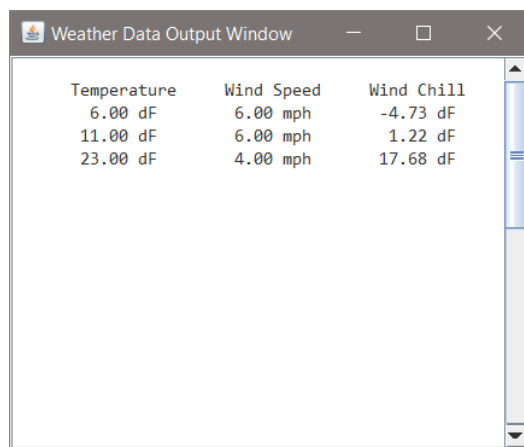 Weather Data Output Window
Temperature Wind Speed Wind Chill
6.00 dF 6.00 mph -4.73 dF
11.00 dF 6.00 mph 1.22 dF
23.00 dF 4.00 mph 17.68 dF